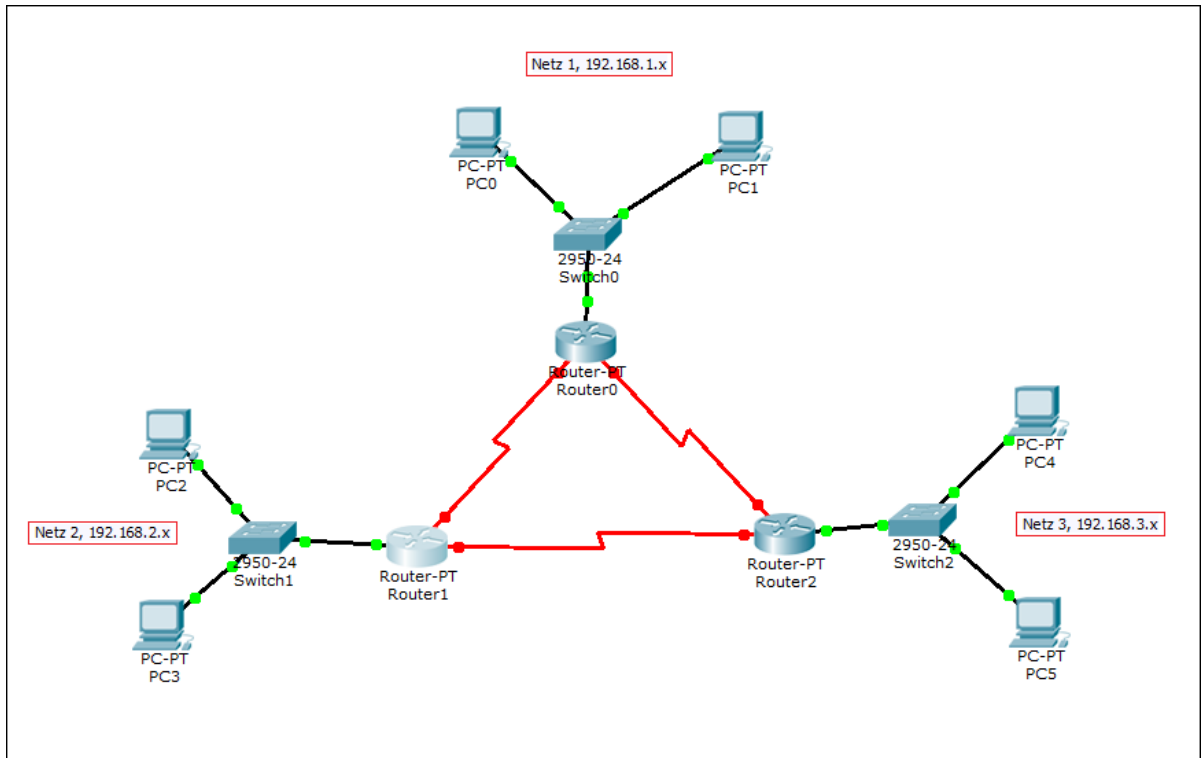 Netz 1, 192.168.1.x
PC-PT
PC0
PC-PT
PC1
2950-24
Switch0
Router-PT
Router0
PC-PT
PC2
PC-PT
PC4
Netz 2, 192.168.2.x
2950-24
Switch1
Router-PT
Router1
Router-PT
Router2
2950-24
Switch2
Netz 3, 192.168.3.x
PC-PT
PC3
PC-PT
PC5